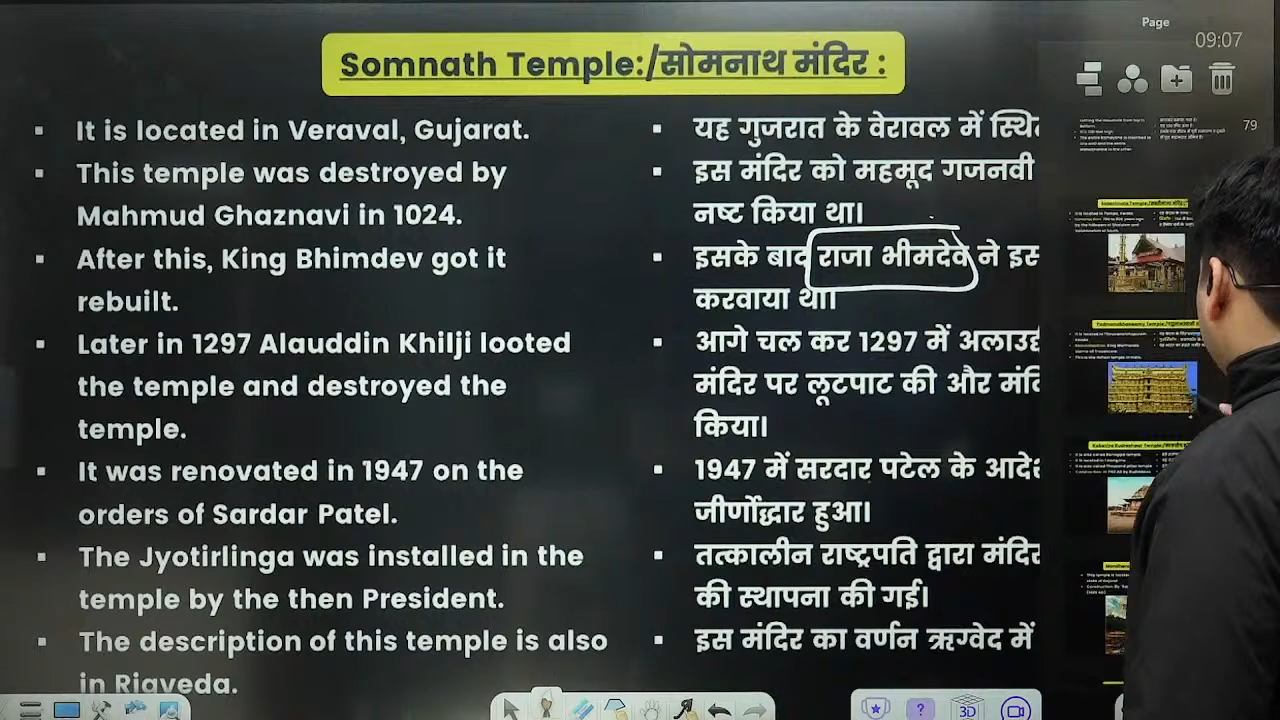 Page
09:07
79
Somnath Temple:/सोमनाथ मंदिर :
▪ It is located in Veraval, Gujarat.
▪ This temple was destroyed by
Mahmud Ghaznavi in 1024.
▪ After this, King Bhimdev got it
rebuilt.
▪ Later in 1297 Alauddin Khilji looted
the temple and destroyed the
temple.
▪ It was renovated in 1947 on the
orders of Sardar Patel.
▪ The Jyotirlinga was installed in the
temple by the then President.
▪ The description of this temple is also
in Rigveda.
▪ यह गुजरात के वेरावल में
▪ इस मंदिर को महमूद गजनवी
नष्ट किया था।
▪ इसके बाद राजा भीमदेव ने
करवाया था।
▪ आगे चल कर 1297 में
मंदिर पर लूटपाट की और
किया।
▪ 1947 में सरदार पटेल के
जीर्णोद्धार हुआ।
▪ तत्कालीन राष्ट्रपति द्वारा
की स्थापना की गई।
▪ इस मंदिर का वर्णन ऋग्वेद में
3D